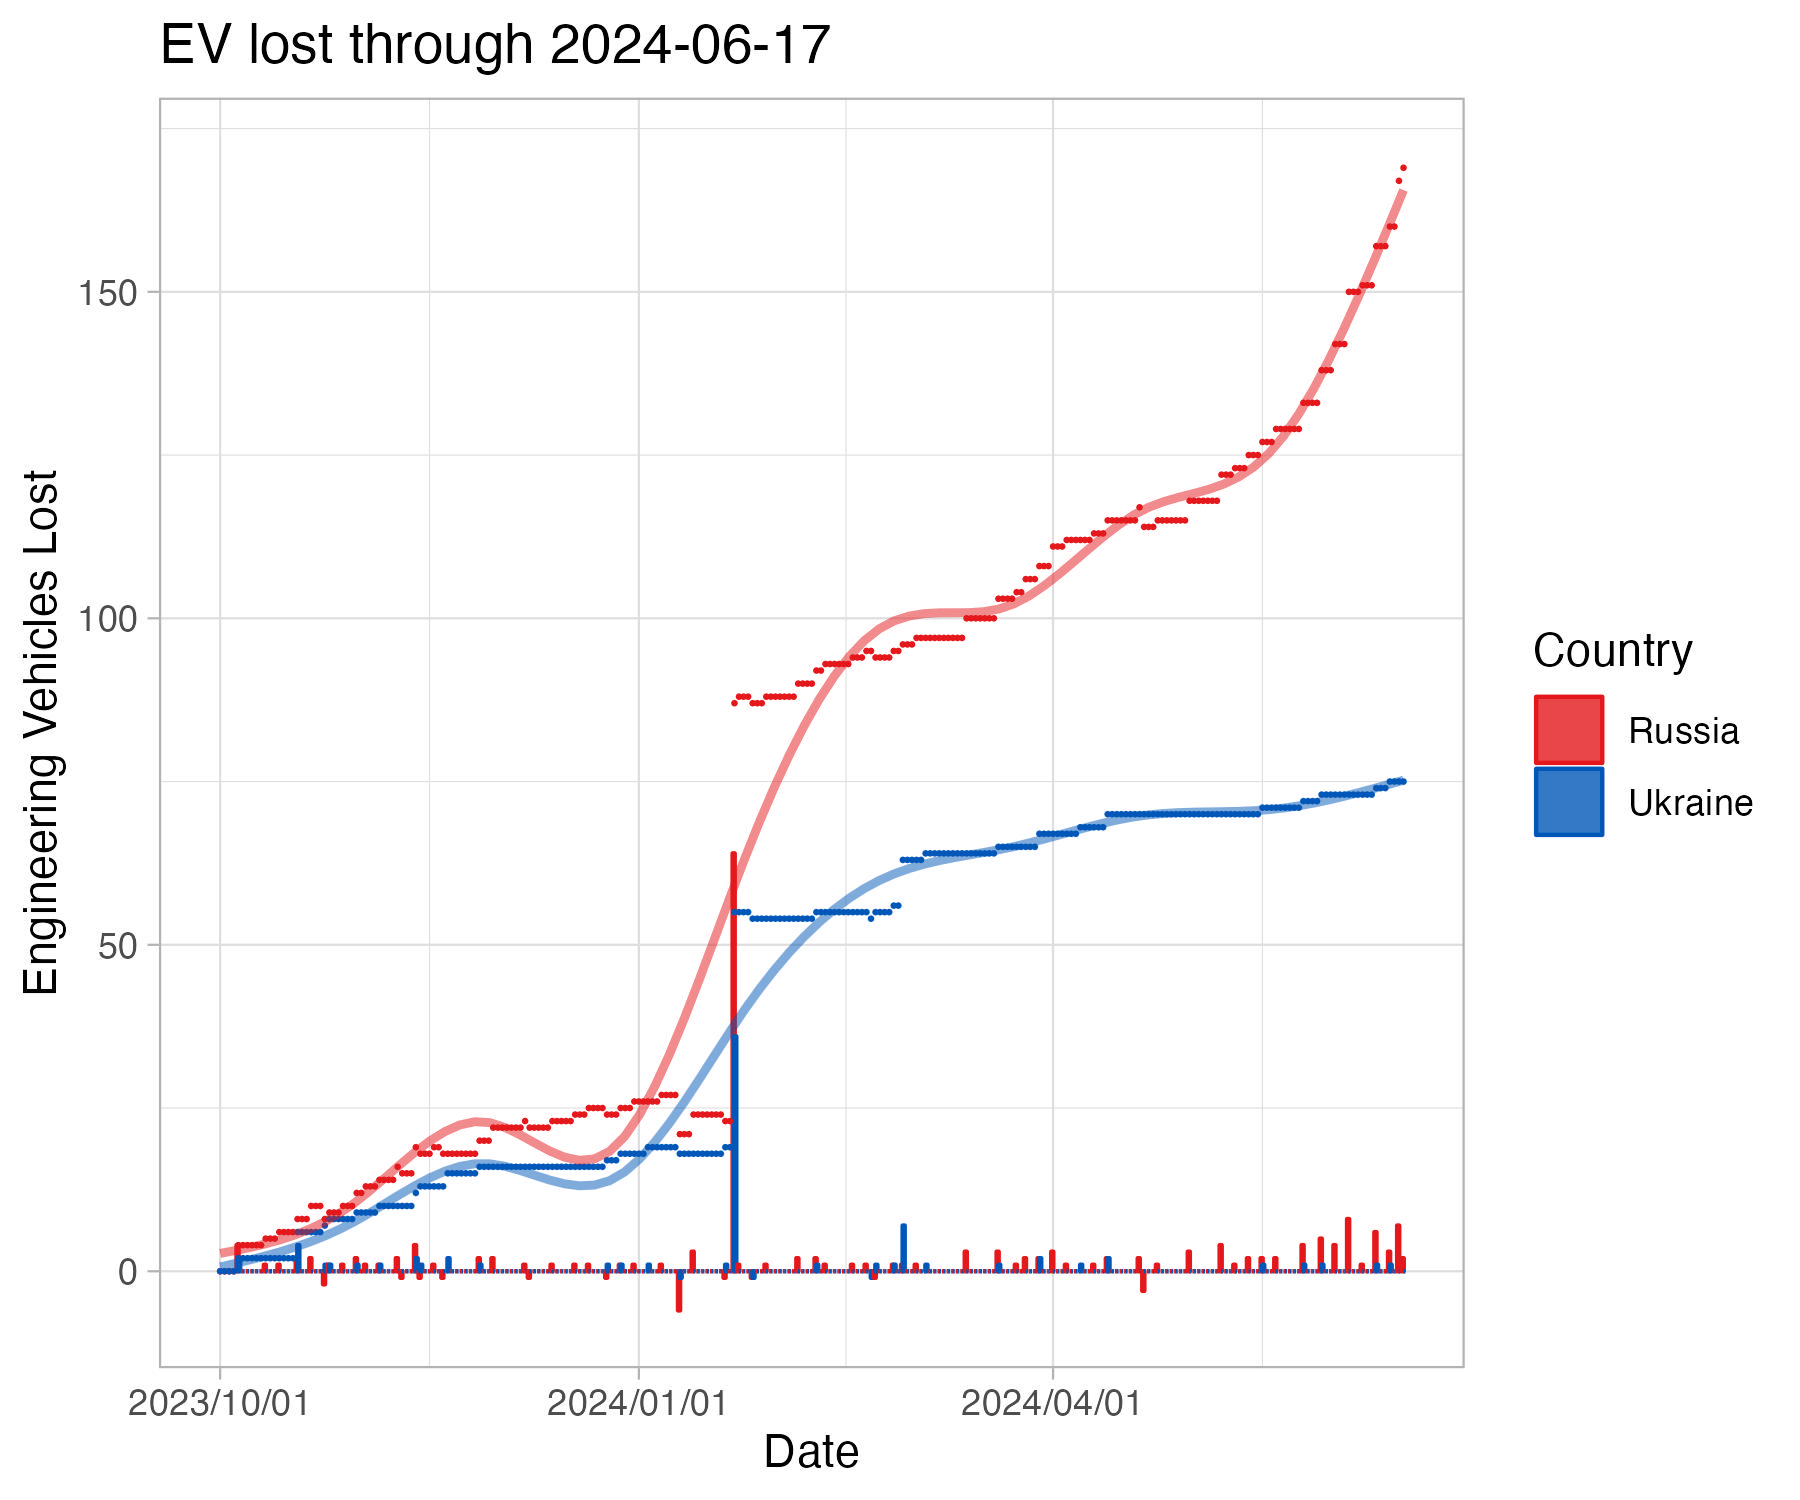 EV lost through 2024-06-17
Engineering Vehicles Lost
150
100
50
0
2023/10/01
2024/01/01
2024/04/01
Date
Country
Russia
Ukraine